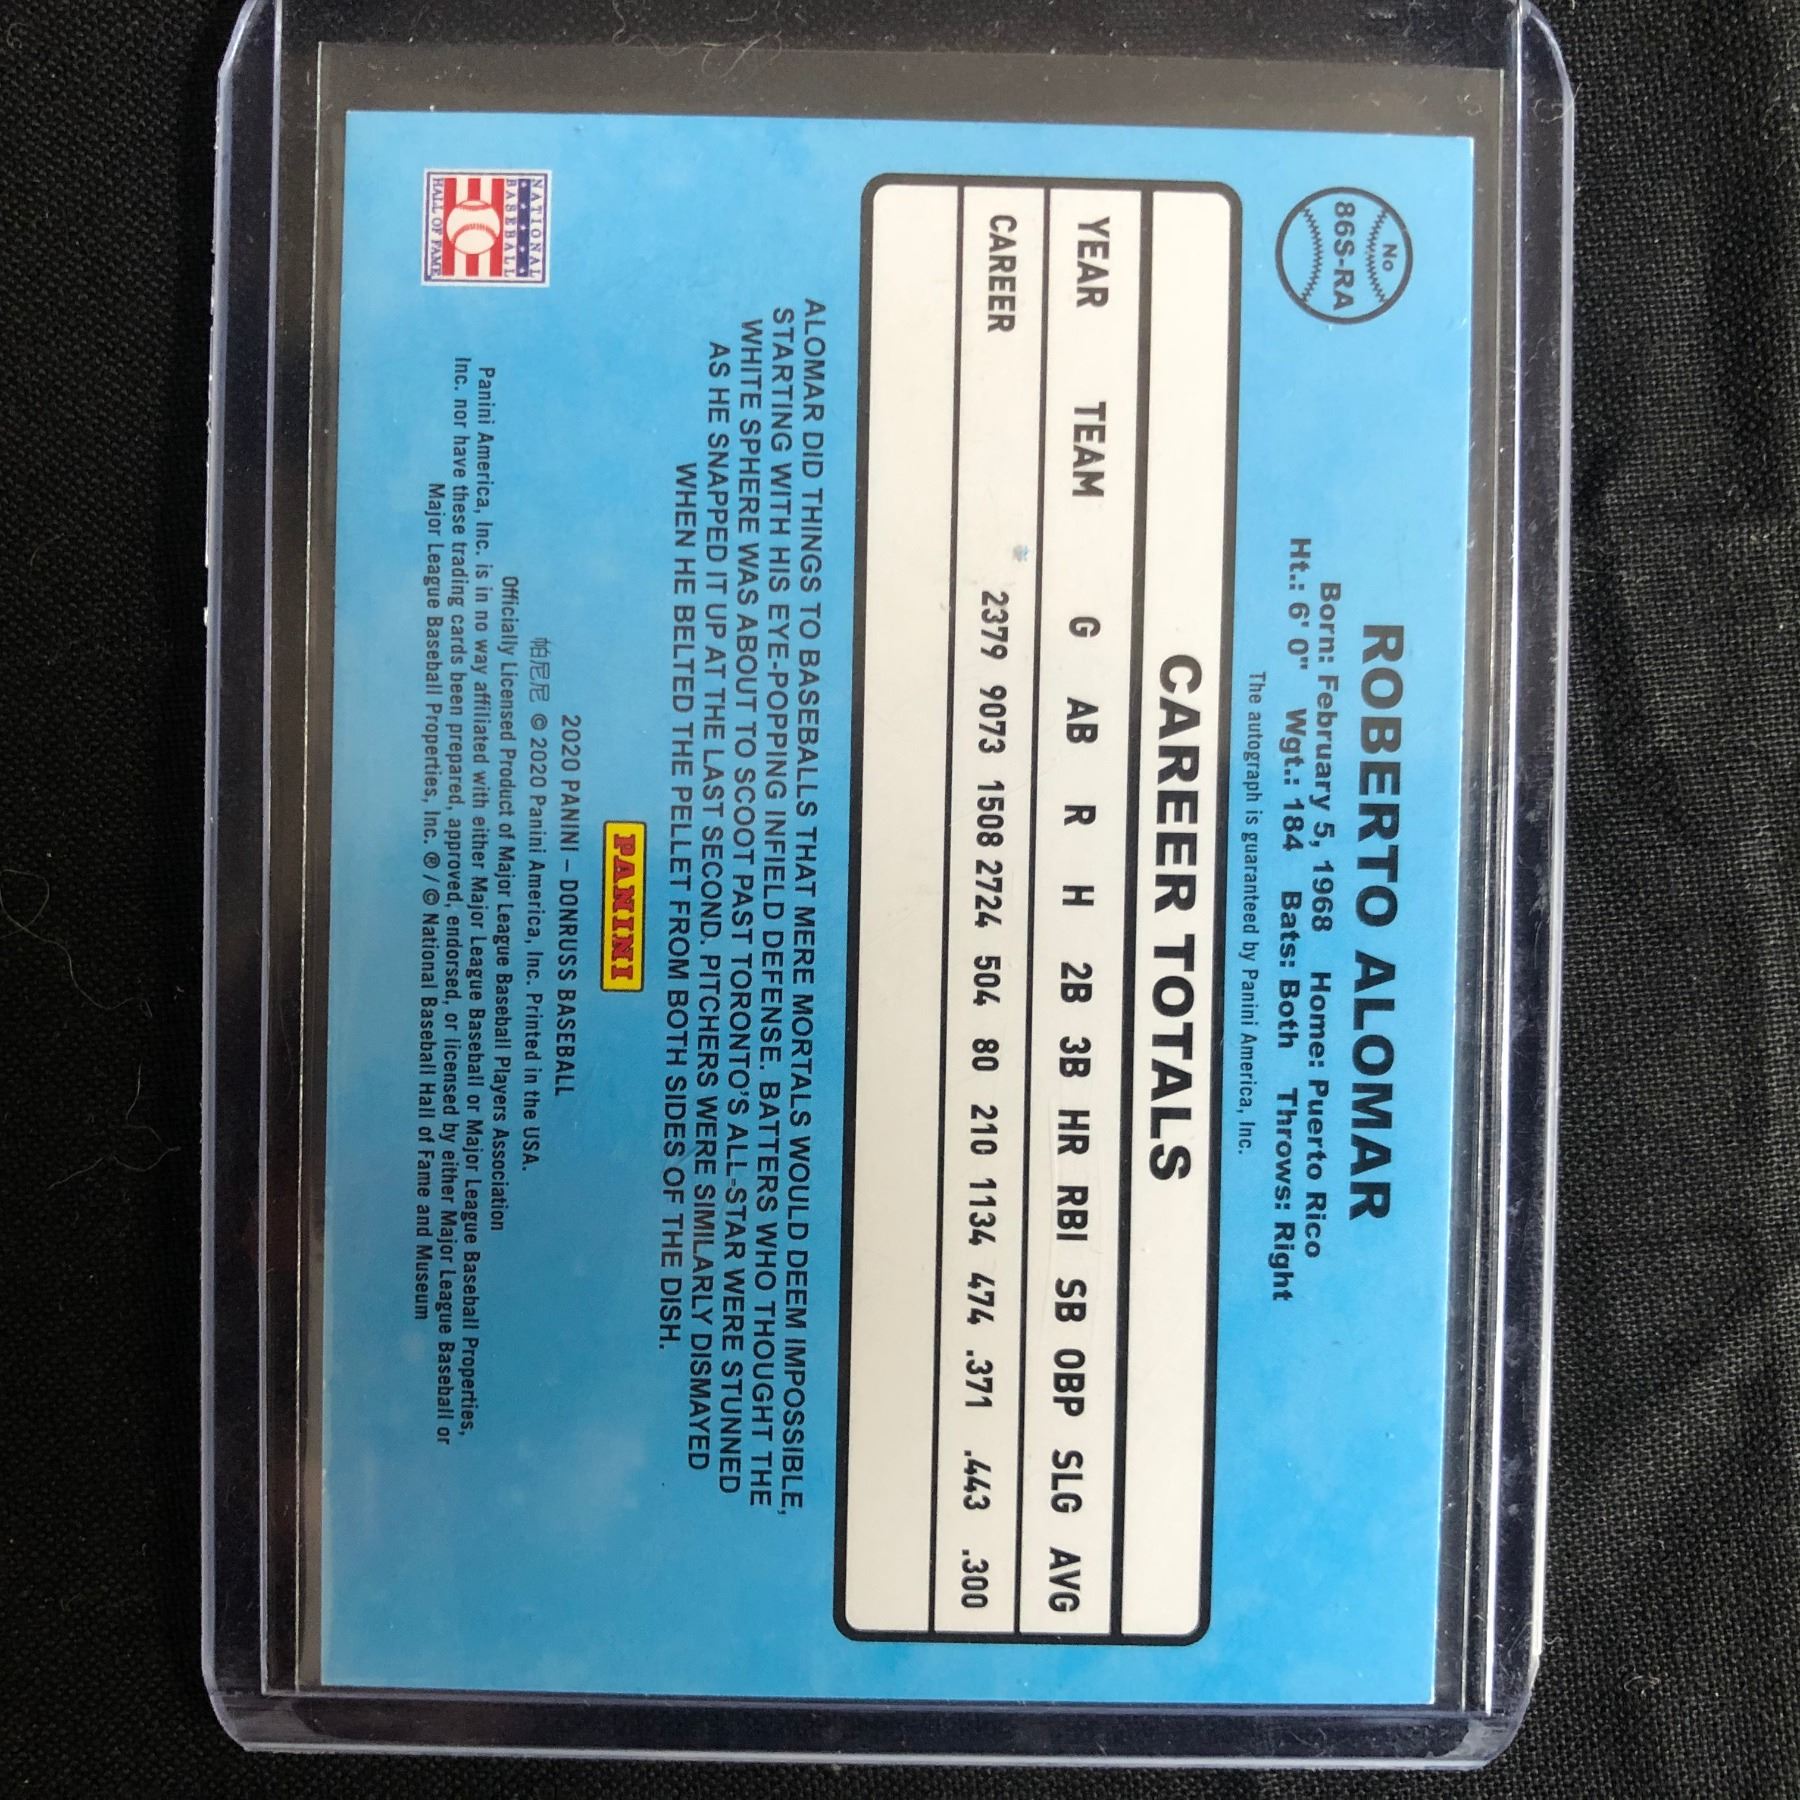 No
86S-RA
ROBERTO ALOMAR
Born: February 5, 1968 Home: Puerto Rico
Ht.: 6' 0" Wgt.: 184 Bats: Both Throws: Right
The autograph is guaranteed by Panini America, Inc.
CAREER TOTALS
YEAR TEAM G AB R H 2B 3B HR RBI SB OBP SLG AVG
CAREER 2379 9073 1508 2724 504 80 210 1134 474 .371 .443 .300
ALOMAR DID THINGS TO BASEBALLS THAT MERE MORTALS WOULD DEEM IMPOSSIBLE,
STARTING WITH HIS EYE-POPPING INFIELD DEFENSE. BATTERS WHO THOUGHT THE
WHITE SPHERE WAS ABOUT TO SCOOT PAST TORONTO'S ALL-STAR WERE STUNNED
AS HE SNAPPED IT UP AT THE LAST SECOND. PITCHERS WERE SIMILARLY DISMAYED
WHEN HE BELTED THE PELLET FROM BOTH SIDES OF THE DISH.
PANINI
2020 PANINI – DONRUSS BASEBALL
帕尼尼 © 2020 Panini America, Inc. Printed in the USA.
Officially Licensed Product of Major League Baseball Players Association
Panini America, Inc. is in no way affiliated with either Major League Baseball or Major League Baseball Properties,
Inc. nor have these trading cards been prepared, approved, endorsed, or licensed by either Major League Baseball or
Major League Baseball Properties, Inc. ® / © National Baseball Hall of Fame and Museum
NATIONAL
BASEBALL
HALL OF FAME